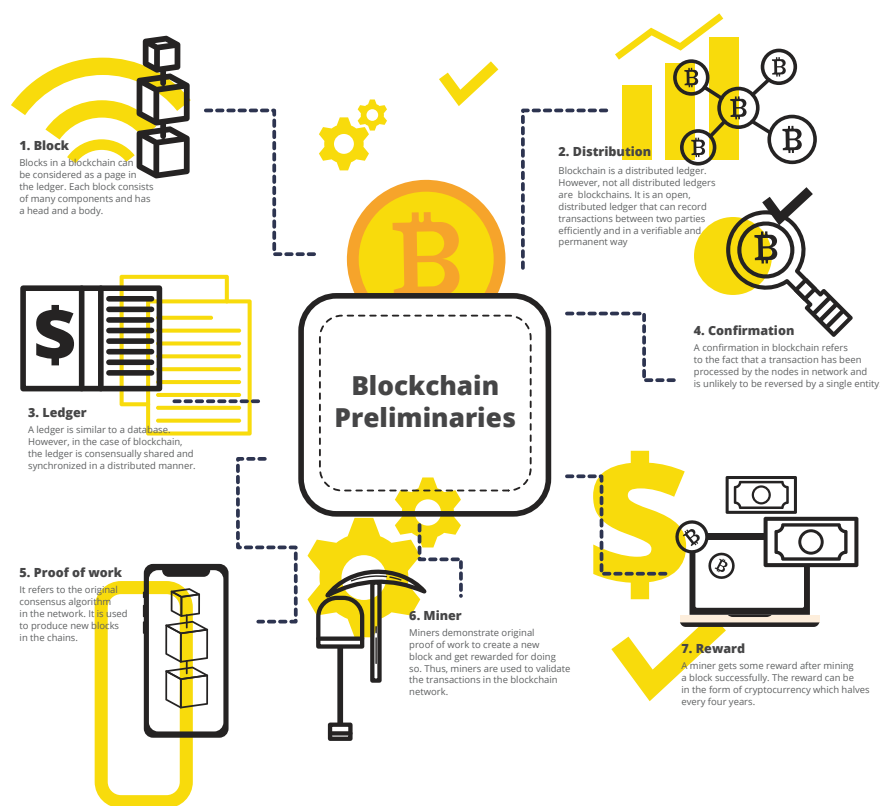 1. Block
Blocks in a blockchain can
be considered as a page in
the ledger. Each block consists
of many components and has
a head and a body.
2. Distribution
Blockchain is a distributed ledger.
However, not all distributed ledgers
are blockchains. It is an open,
distributed ledger that can record
transactions between two parties
efficiently and in a verifiable and
permanent way
Blockchain
Preliminaries
3. Ledger
A ledger is similar to a database.
However, in the case of blockchain,
the ledger is consensually shared and
synchronized in a distributed manner.
4. Confirmation
A confirmation in blockchain refers
to the fact that a transaction has been
processed by the nodes in network and
is unlikely to be reversed by a single entity
5. Proof of work
It refers to the original
consensus algorithm
in the network. It is used
to produce new blocks
in the chains.
6. Miner
Miners demonstrate original
proof of work to create a new
block and get rewarded for doing
so. Thus, miners are used to validate
the transactions in the blockchain
network.
7. Reward
A miner gets some reward after mining
a block successfully. The reward can be
in the form of cryptocurrency which halves
every four years.